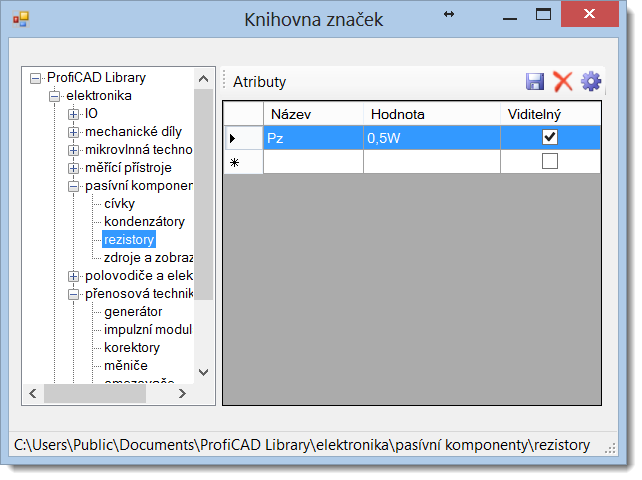 Knihovna značek
ProfiCAD Library
elektronika
IO
mechanické díly
mikrovlnná techno
měřící přístroje
pasívní komponen
cívky
kondenzátory
rezistory
zdroje a zobraz
polovodiče a elek
přenosová technik
generátor
impulzní modul
korektory
měniče
Atributy
Název Hodnota Viditelný
Pz 0,5W
C:\Users\Public\Documents\ProfiCAD Library\elektronika\pasívní komponenty\rezistory